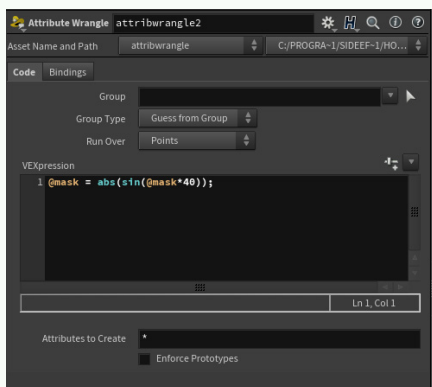 Attribute Wrangle attribwrangle2
Asset Name and Path attribwrangle C:/PROGRA~1/SIDEEF~1/HO...
Code Bindings
Group
Group Type Guess from Group
Run Over Points
VEXpression
1 @mask = abs(sin(@mask*40));
Ln 1, Col 1
Attributes to Create *
Enforce Prototypes